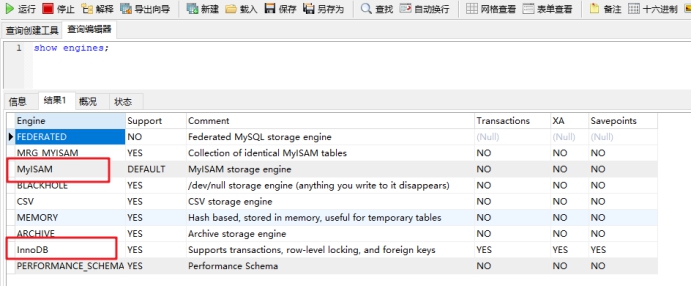 运行 停止 解释 导出向导 新建 载入 保存 另存为 查找 自动换行 网格查看 表单查看 备注 十六进制
查询创建工具 查询编辑器
1 show engines;
信息 结果1 概况 状态
Engine Support Comment Transactions XA Savepoints
FEDERATED NO Federated MySQL storage engine (Null) (Null) (Null)
MRG_MYISAM YES Collection of identical MyISAM tables NO NO NO
MyISAM DEFAULT MyISAM storage engine NO NO NO
BLACKHOLE YES /dev/null storage engine (anything you write to it disappears) NO NO NO
CSV YES CSV storage engine NO NO NO
MEMORY YES Hash based, stored in memory, useful for temporary tables NO NO NO
ARCHIVE YES Archive storage engine NO NO NO
InnoDB YES Supports transactions, row-level locking, and foreign keys YES YES YES
PERFORMANCE_SCHEMA YES Performance Schema NO NO NO